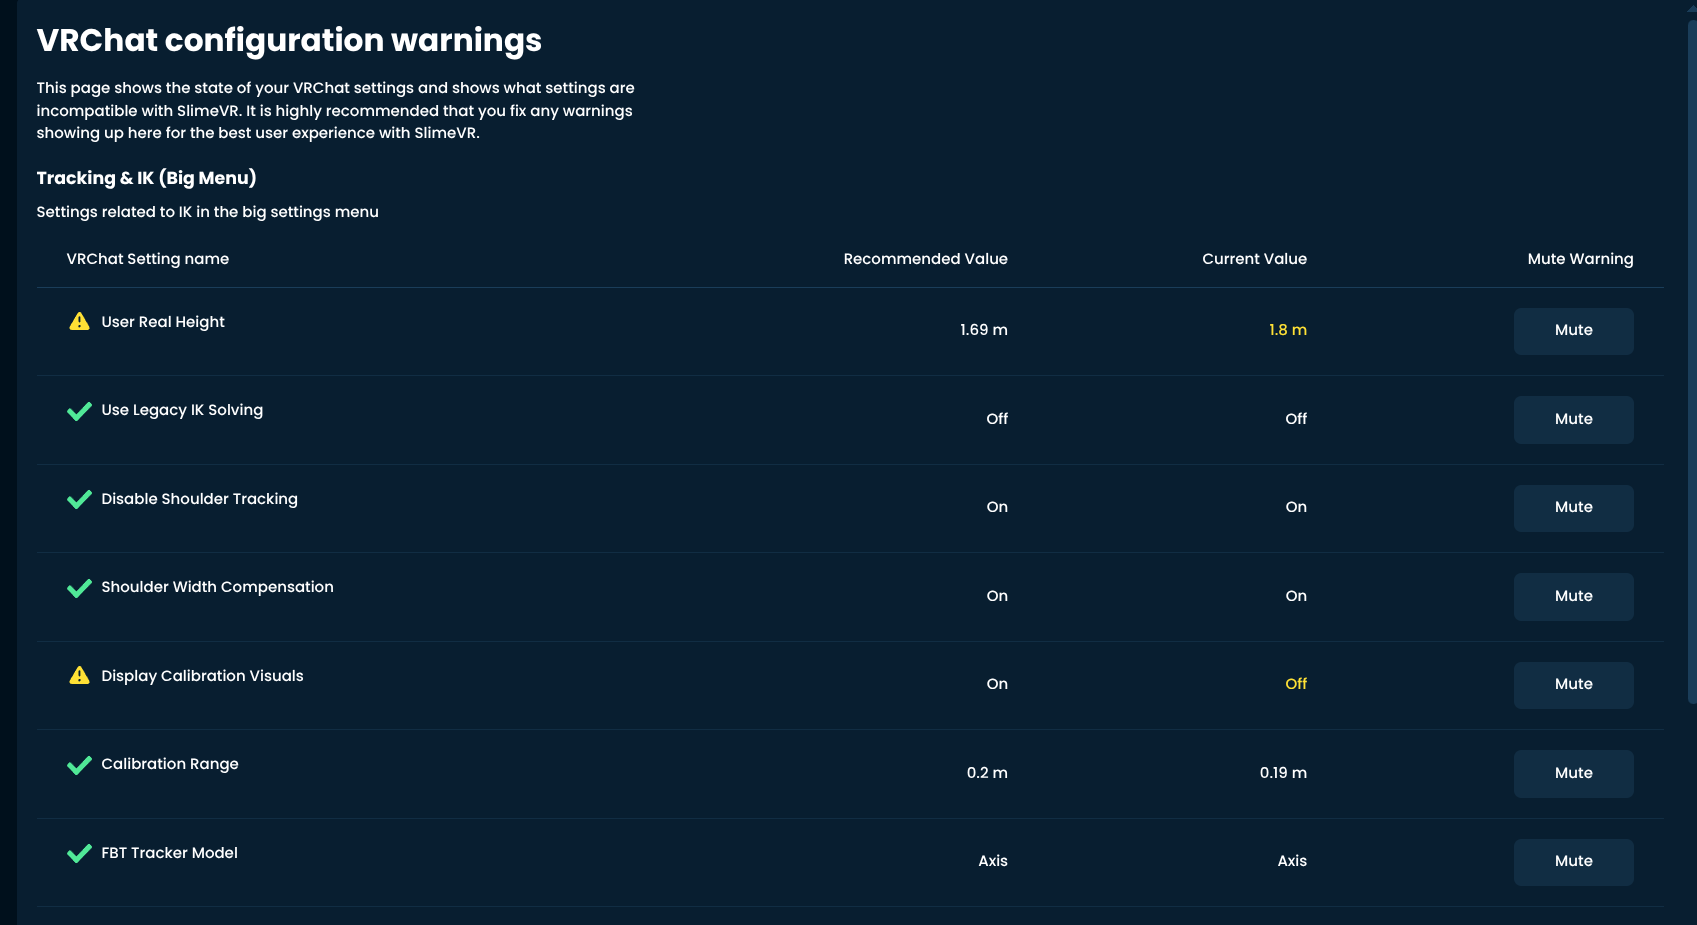 VRChat configuration warnings
This page shows the state of your VRChat settings and shows what settings are
incompatible with SlimeVR. It is highly recommended that you fix any warnings
showing up here for the best user experience with SlimeVR.
Tracking & IK (Big Menu)
Settings related to IK in the big settings menu
VRChat Setting name Recommended Value Current Value Mute Warning
User Real Height 1.69 m 1.8 m Mute
Use Legacy IK Solving Off Off Mute
Disable Shoulder Tracking On On Mute
Shoulder Width Compensation On On Mute
Display Calibration Visuals On Off Mute
Calibration Range 0.2 m 0.19 m Mute
FBT Tracker Model Axis Axis Mute